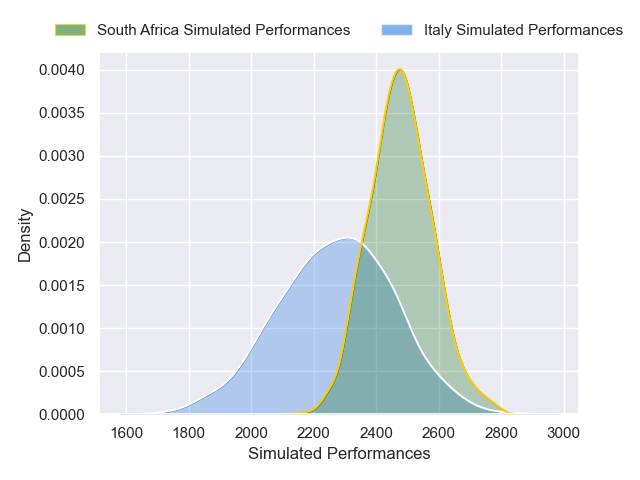 South Africa Simulated Performances
Italy Simulated Performances
0.0040
0.0035
0.0030
0.0025
0.0020
0.0015
0.0010
0.0005
0.0000
Density
1600 1800 2000 2200 2400 2600 2800 3000
Simulated Performances